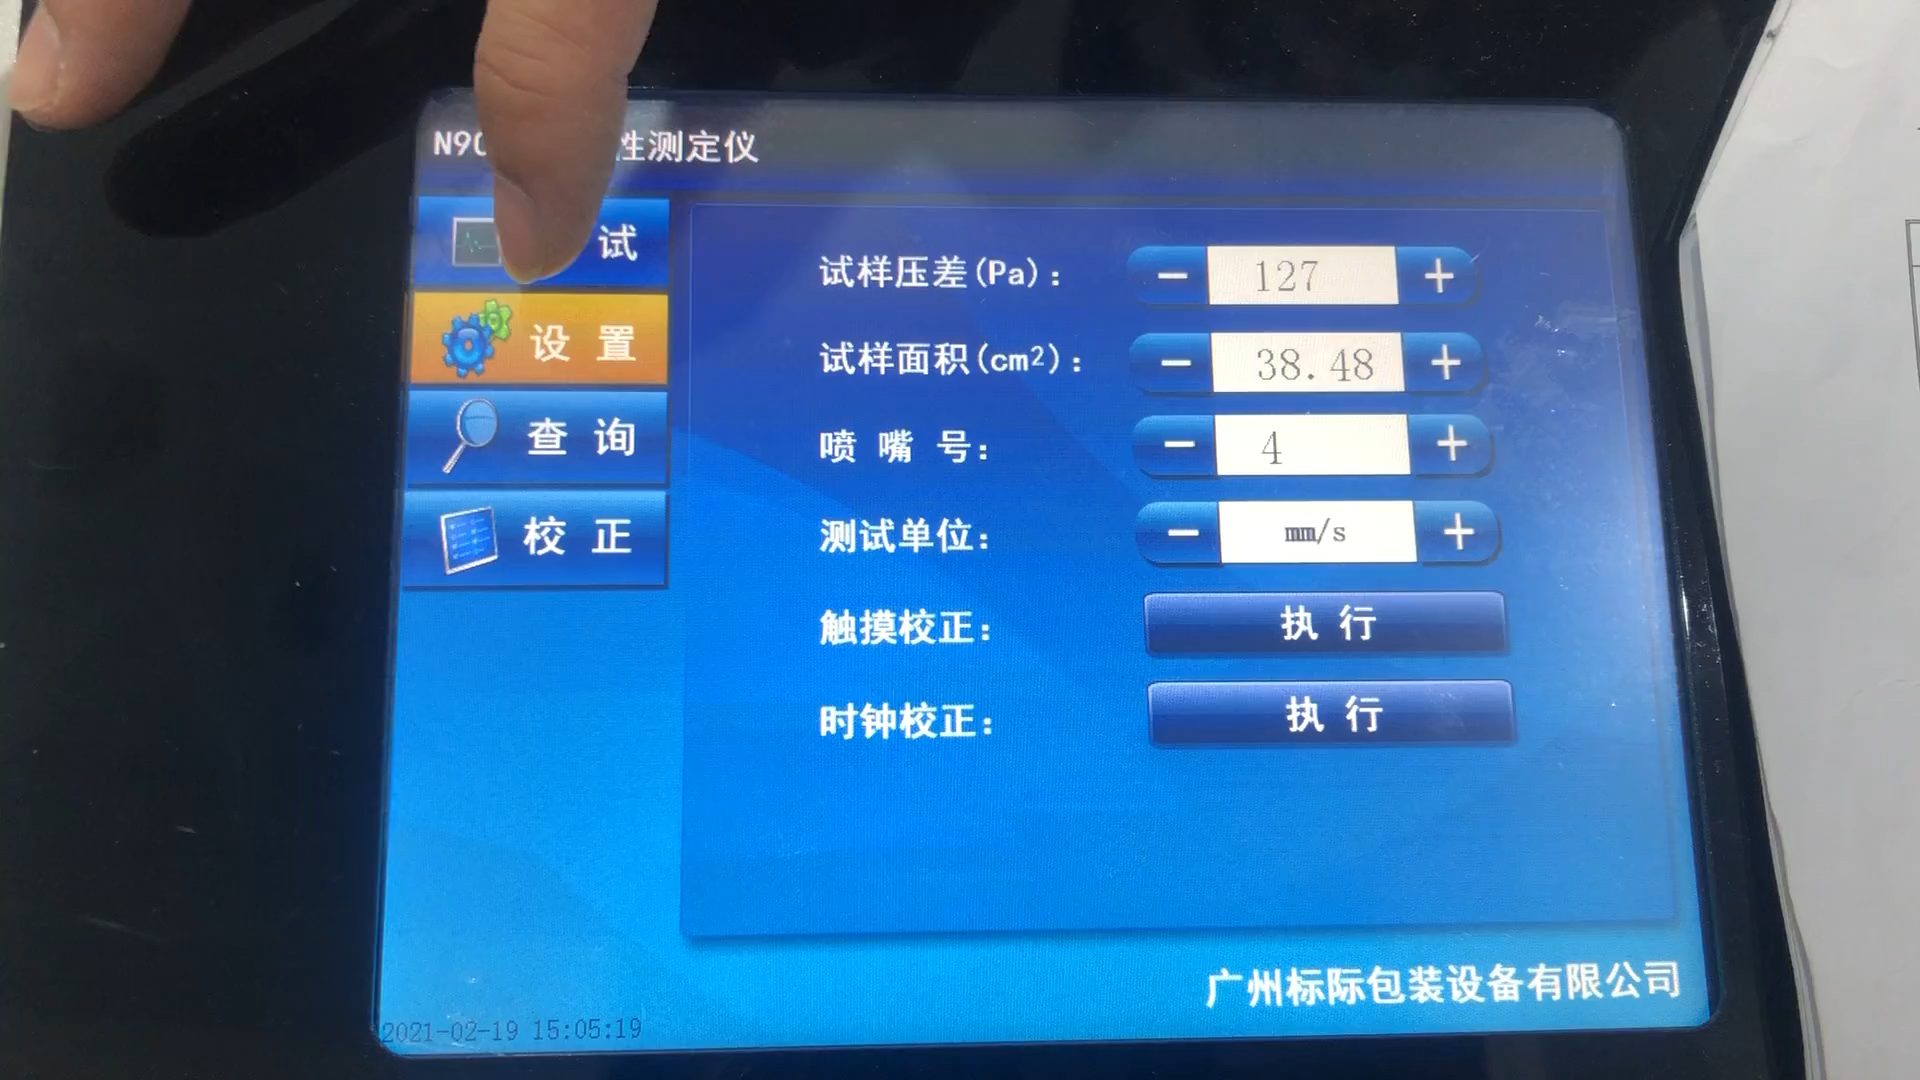 N90 性测定仪
试
设 置
查 询
校 正
试样压差(Pa): − 127 +
试样面积(cm²): − 38.48 +
喷 嘴 号: − 4 +
测试单位: − mm/s +
触摸校正: 执 行
时钟校正: 执 行
广州标际包装设备有限公司
2021-02-19 15:05:19